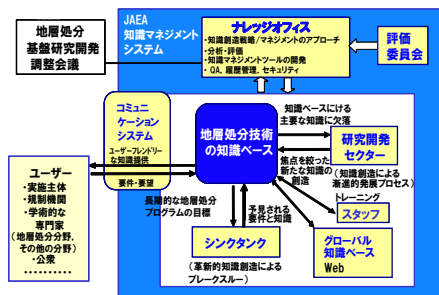 JAEA
知識マネジメント
システム
地層処分
基盤研究開発
調整会議
ナレッジオフィス
・知識創造戦略/マネジメントのアプローチ
・分析・評価
・知識マネジメントツールの開発
・QA, 履歴管理, セキュリティ
評価
委員会
コミュニ
ケーション
システム
ユーザーフレンドリー
な知識提供
要件・要望
地層処分技術
の知識ベース
知識ベースにける
主要な知識に欠落
研究開発
セクター
焦点を絞った
新たな知識の
創造
(知識創造による
漸進的発展プロセス)
ユーザー
・実施主体
・規制機関
・学術的な
専門家
(地層処分分野,
その他の分野)
・公衆
・・・・・・・・・・
長期的な地層処分
プログラムの目標
予見される
要件と知識
トレーニング
スタッフ
シンクタンク
(革新的知識創造による
ブレークスルー)
グローバル
知識ベース
Web